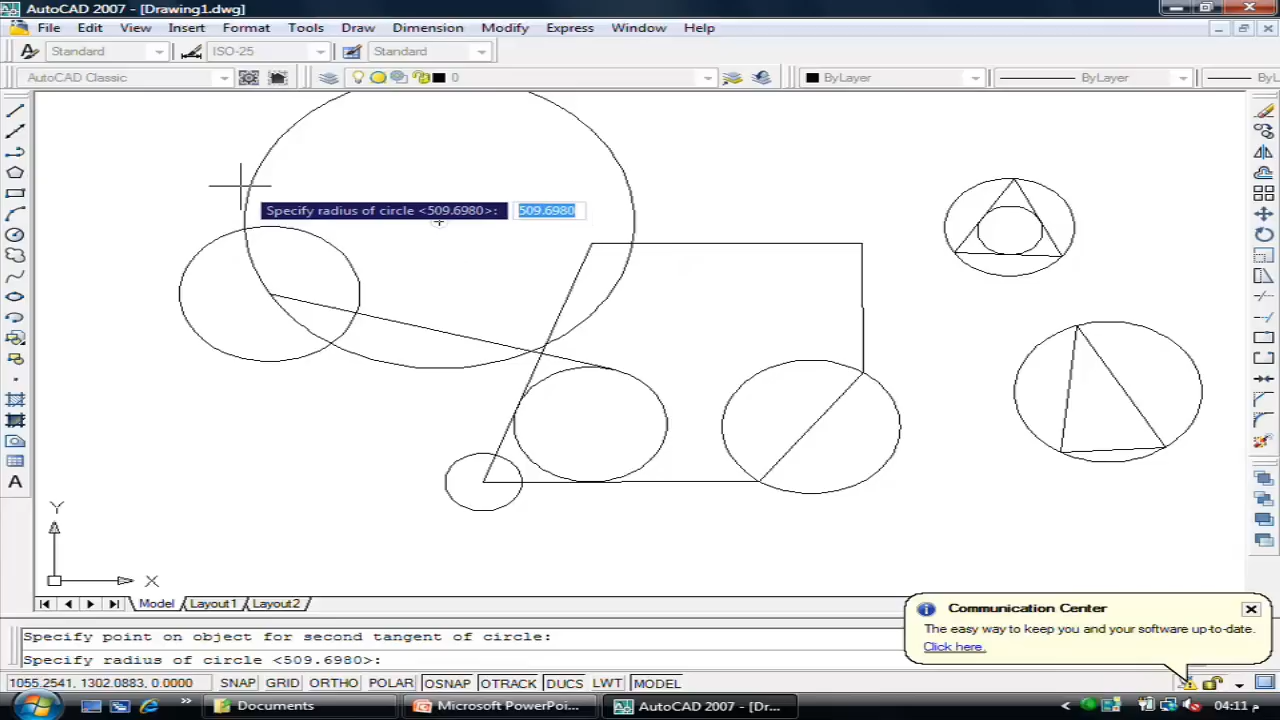 AutoCAD 2007 - [Drawing1.dwg]
File Edit View Insert Format Tools Draw Dimension Modify Express Window Help
Standard ISO-25 Standard
AutoCAD Classic 0 ByLayer ByLayer ByL
Specify radius of circle <509.6980>: 509.6980
Y
X
A
Model Layout1 Layout2
Communication Center
The easy way to keep you and your software up-to-date.
Click here.
Specify point on object for second tangent of circle:
Specify radius of circle <509.6980>:
1055.2541, 1302.0883, 0.0000 SNAP GRID ORTHO POLAR OSNAP OTRACK DUCS LWT MODEL
Documents Microsoft PowerPoi... AutoCAD 2007 - [Dr... 04:11 م